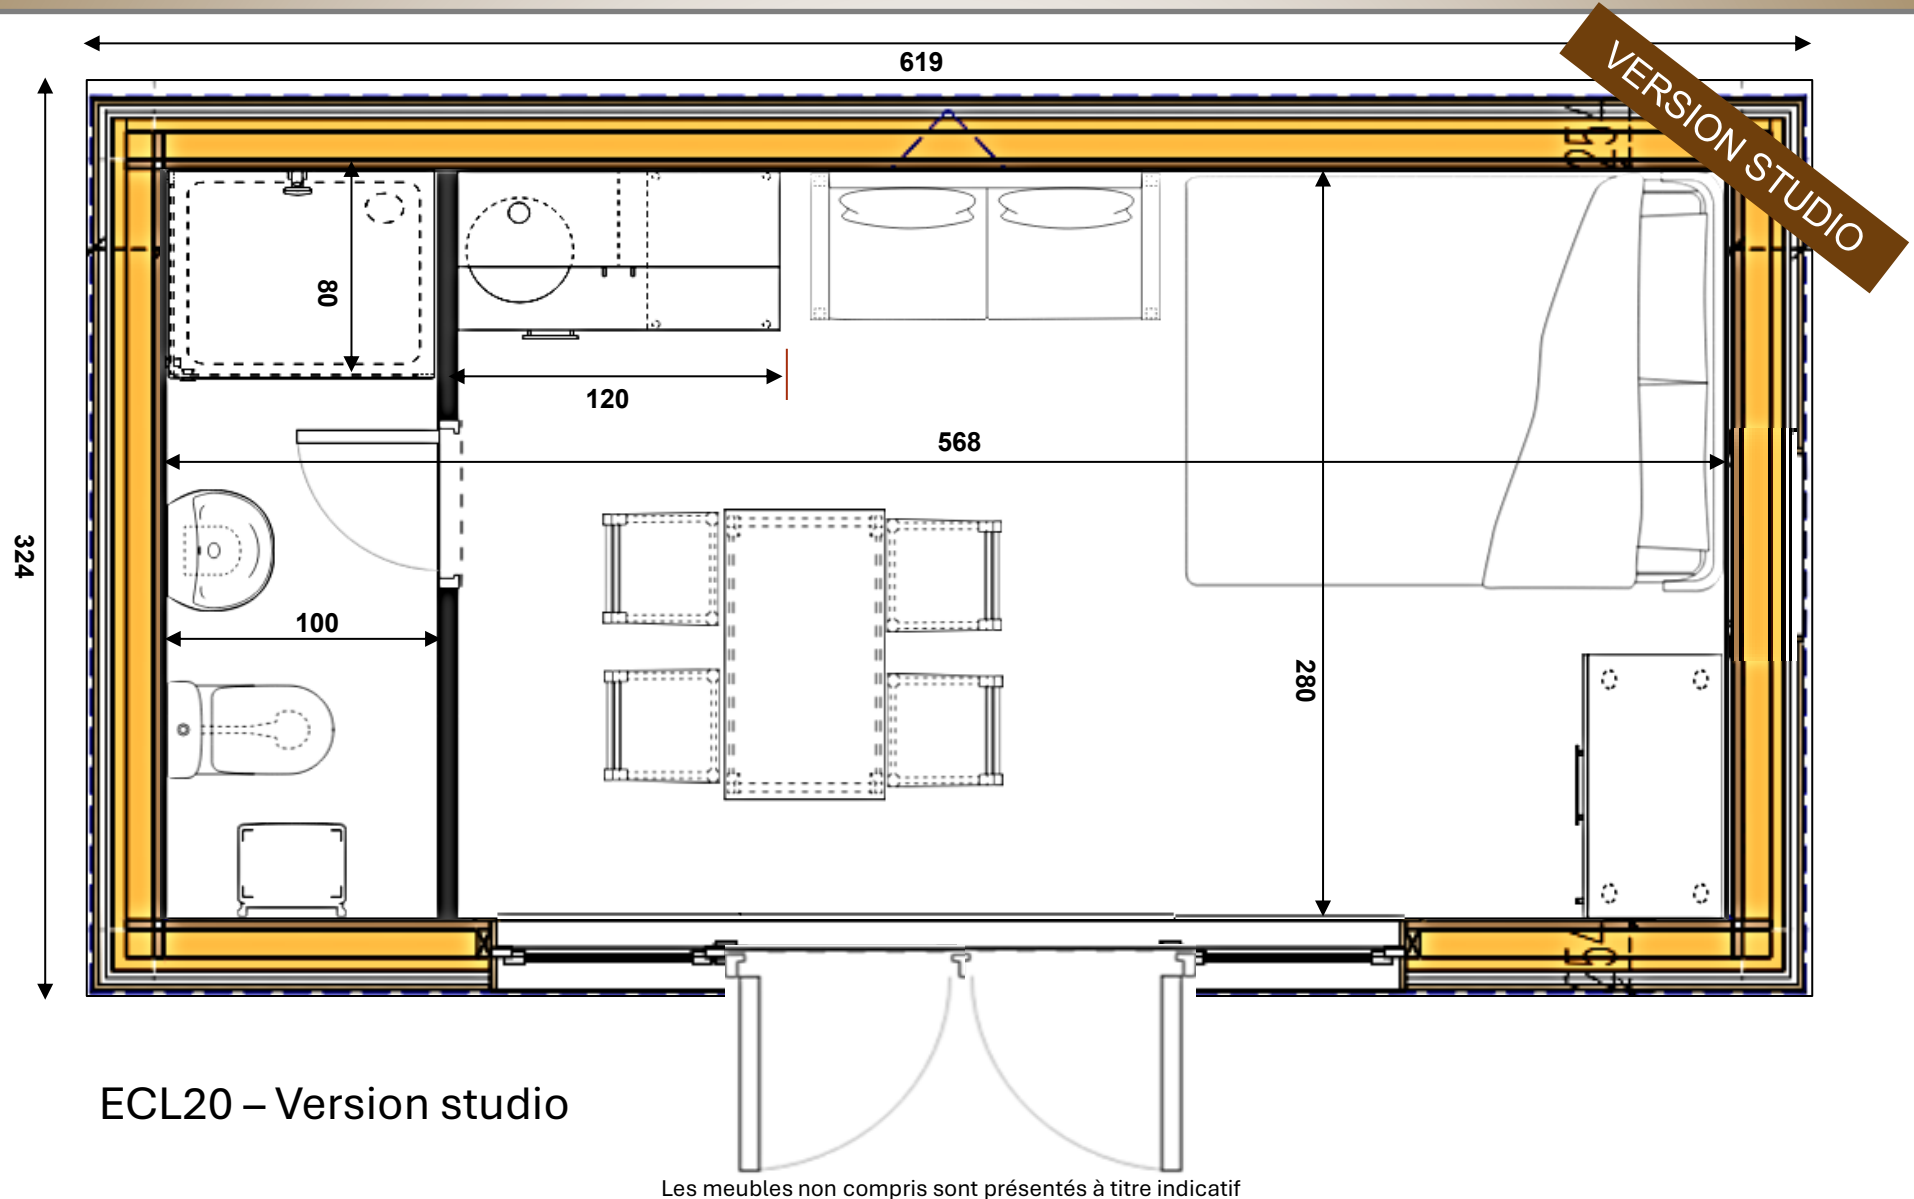 619
VERSION STUDIO
80
120
568
324
100
280
ECL20 – Version studio
Les meubles non compris sont présentés à titre indicatif